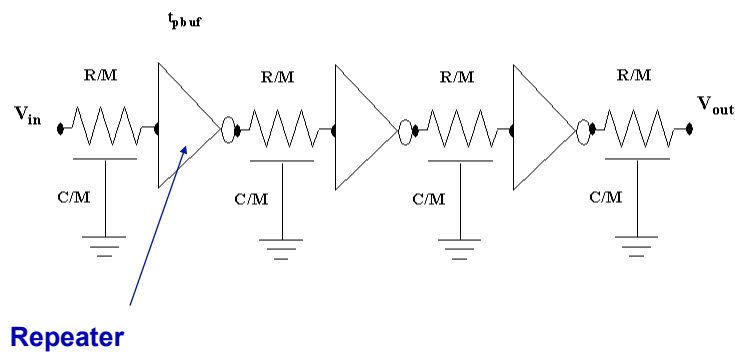 t_pbuf
R/M R/M R/M R/M
V_in V_out
C/M C/M C/M C/M
Repeater